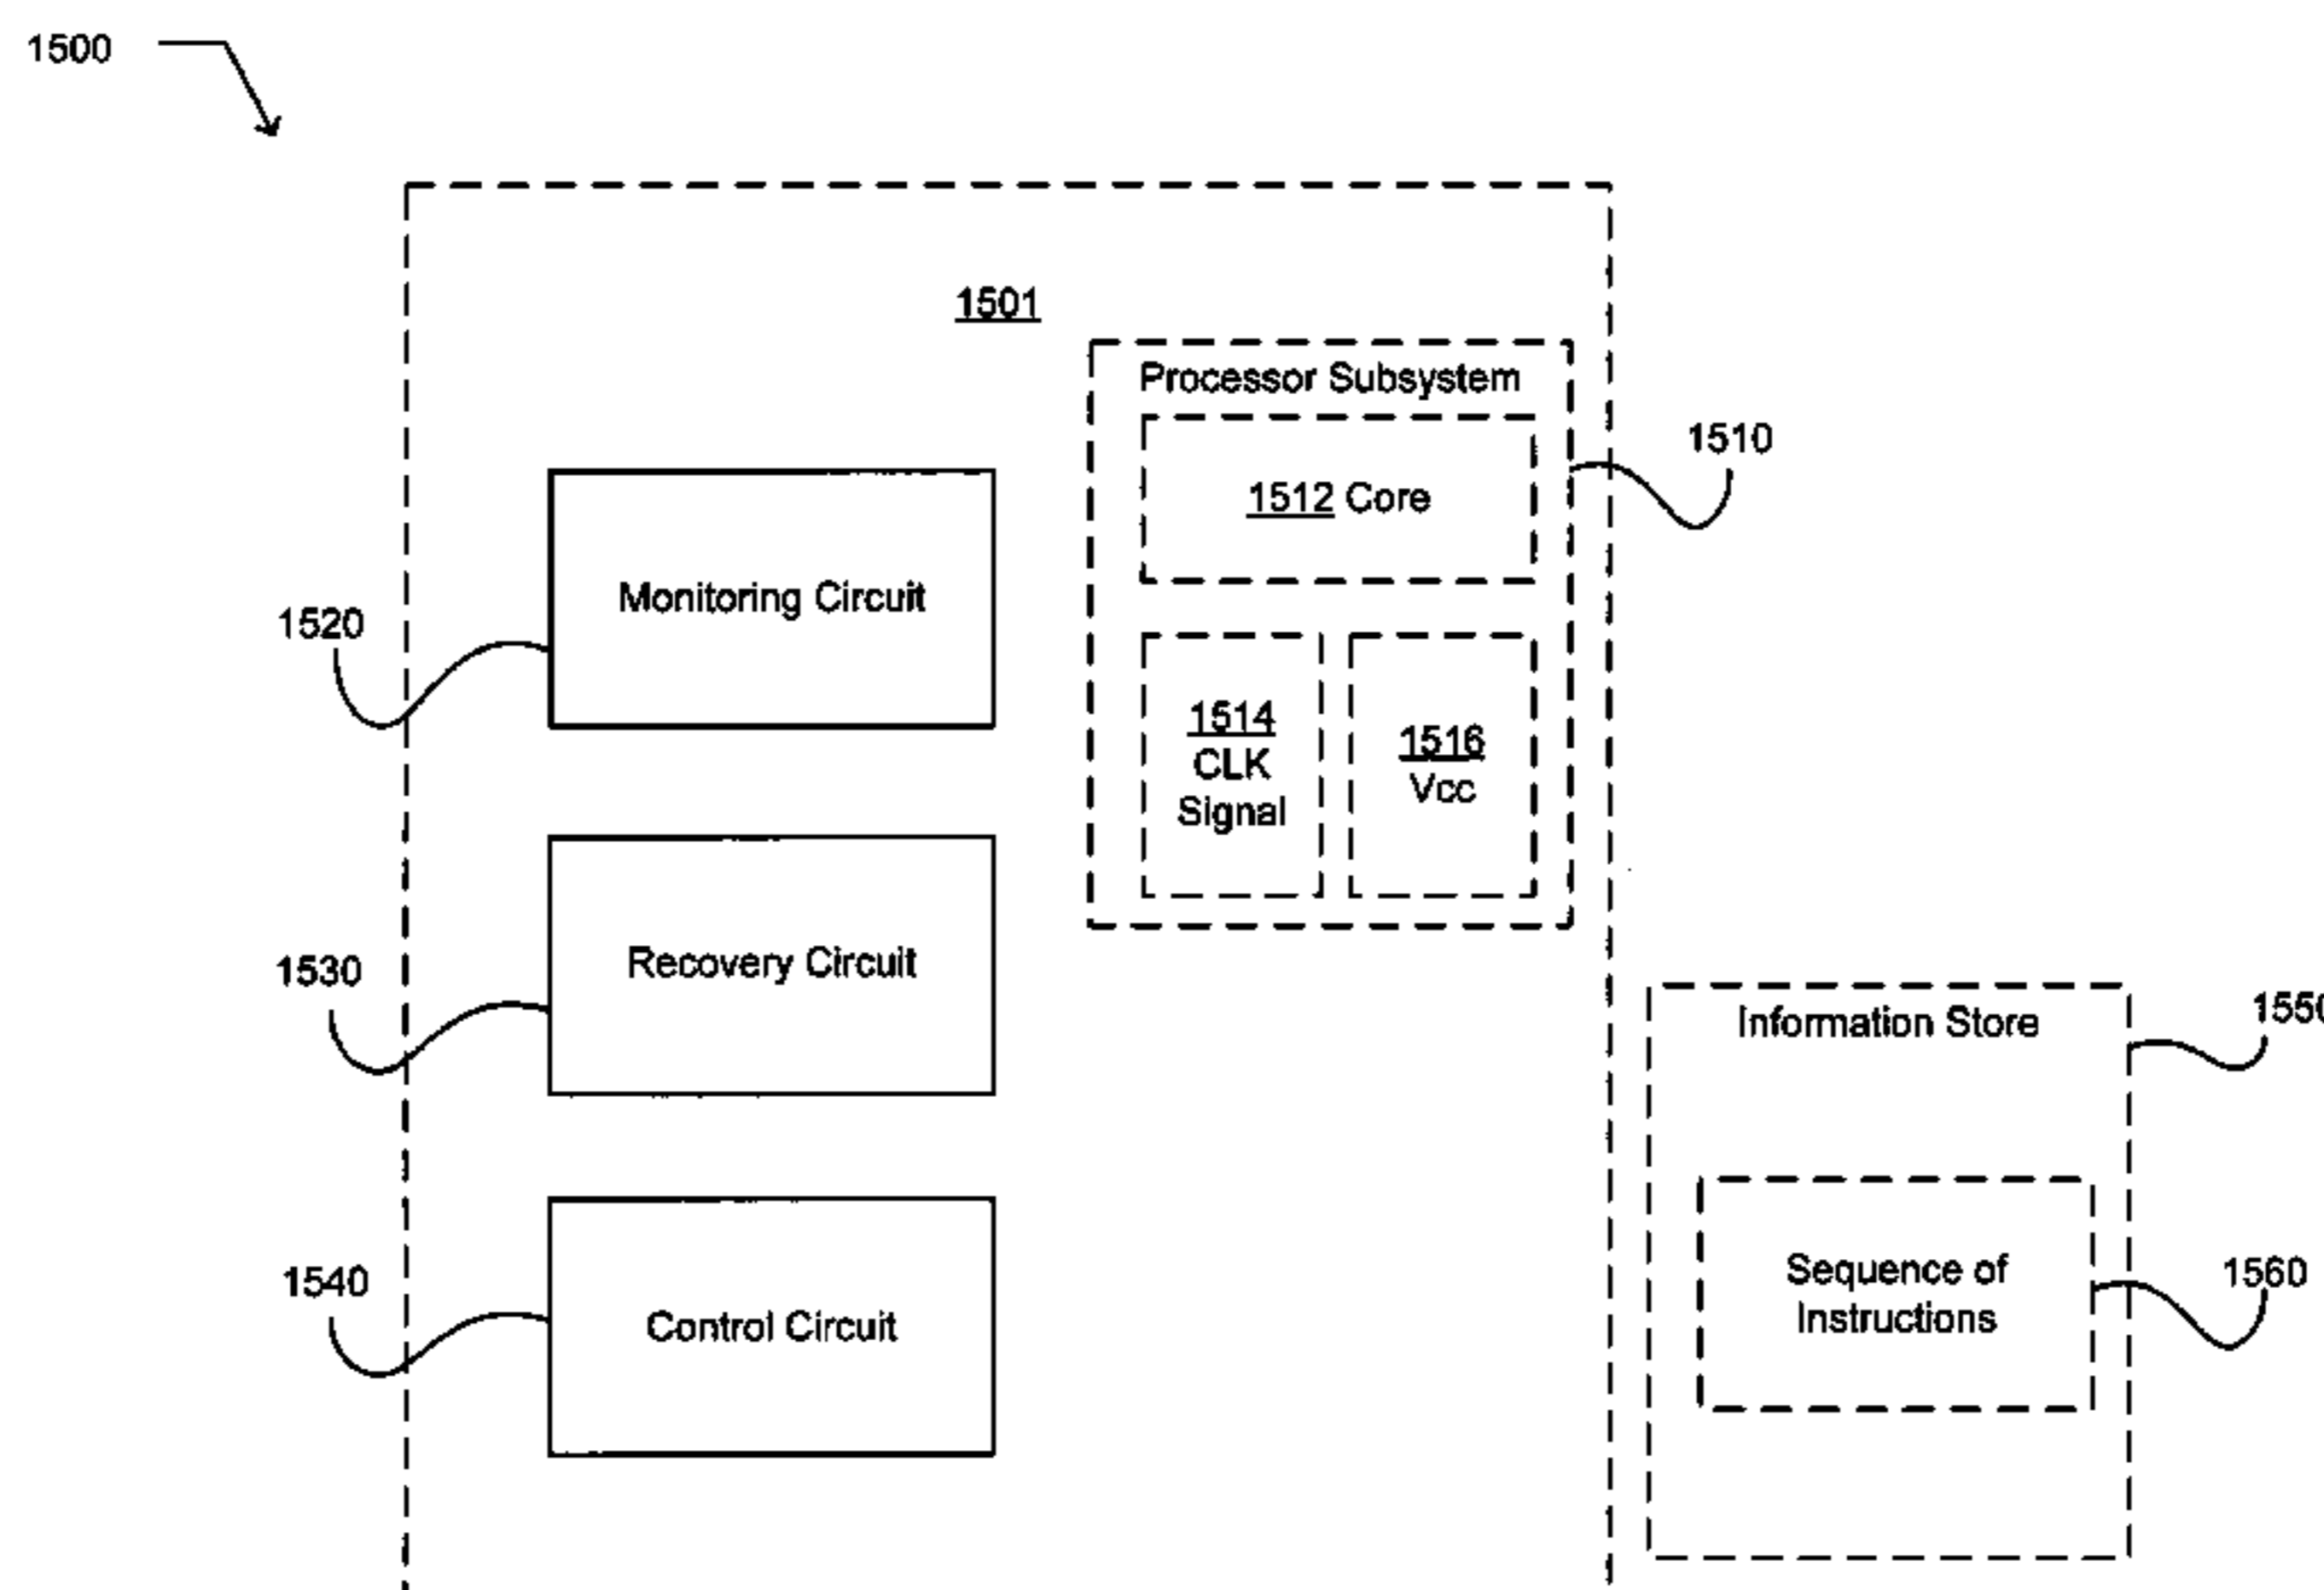 1500
1501
Processor Subsystem
1510
1512 Core
Monitoring Circuit
1520
1514
CLK
Signal
1516
Vcc
Recovery Circuit
1530
Information Store
Sequence of
Instructions
1560
1540
Control Circuit